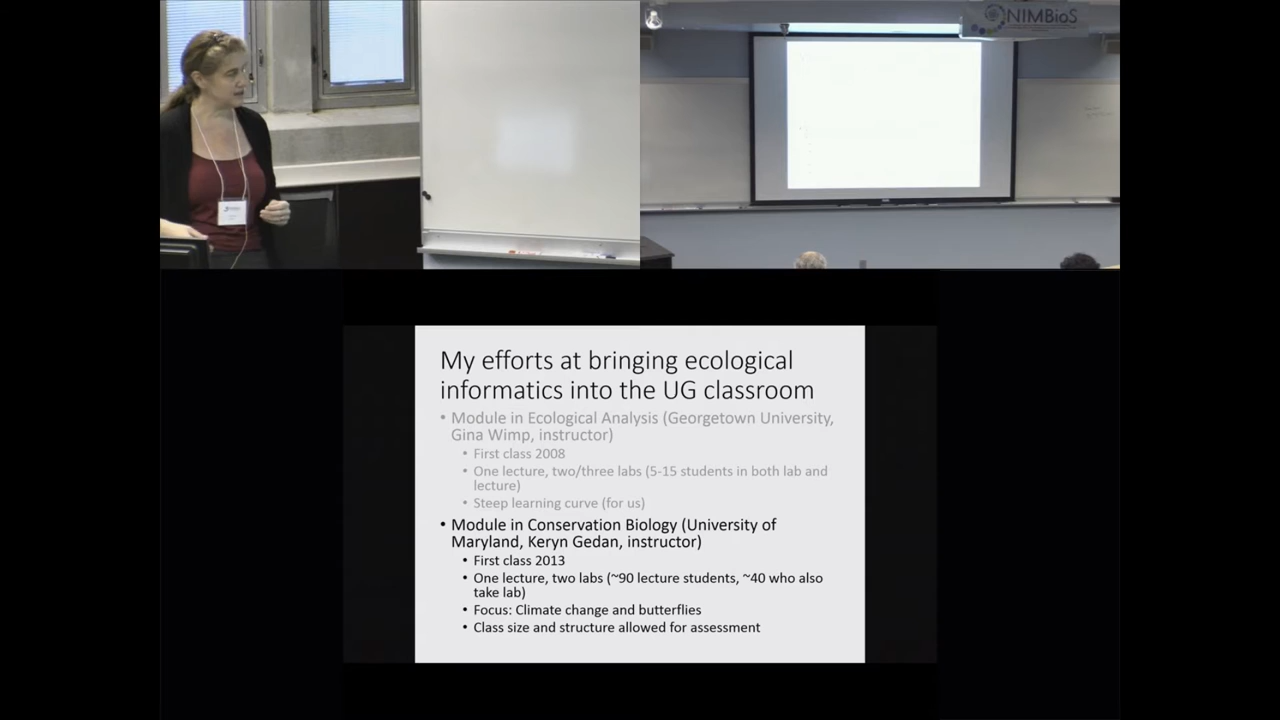 NIMBioS
My efforts at bringing ecological
informatics into the UG classroom
• Module in Ecological Analysis (Georgetown University,
Gina Wimp, instructor)
• First class 2008
• One lecture, two/three labs (5-15 students in both lab and
lecture)
• Steep learning curve (for us)
• Module in Conservation Biology (University of
Maryland, Keryn Gedan, instructor)
• First class 2013
• One lecture, two labs (~90 lecture students, ~40 who also
take lab)
• Focus: Climate change and butterflies
• Class size and structure allowed for assessment